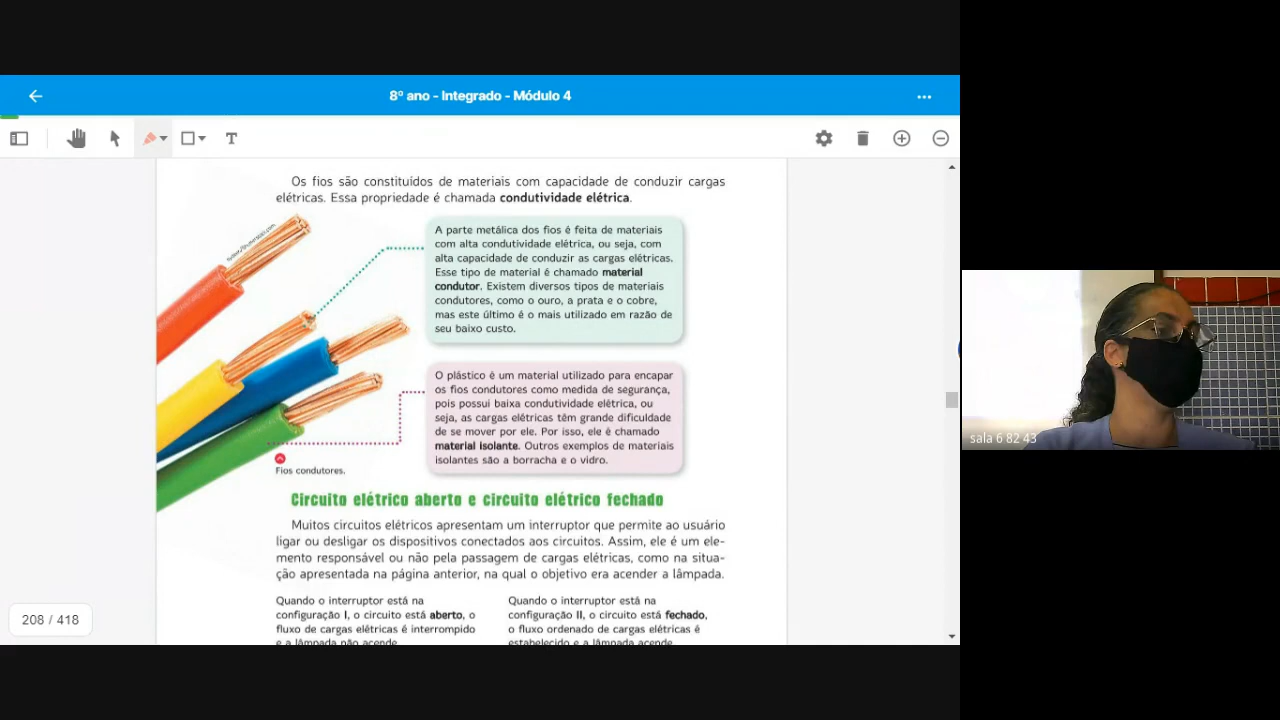 8º ano - Integrado - Módulo 4
T
Os fios são constituídos de materiais com capacidade de conduzir cargas
elétricas. Essa propriedade é chamada condutividade elétrica.
A parte metálica dos fios é feita de materiais
com alta condutividade elétrica, ou seja, com
alta capacidade de conduzir as cargas elétricas.
Esse tipo de material é chamado material
condutor. Existem diversos tipos de materiais
condutores, como o ouro, a prata e o cobre,
mas este último é o mais utilizado em razão de
seu baixo custo.
O plástico é um material utilizado para encapar
os fios condutores como medida de segurança,
pois possui baixa condutividade elétrica, ou
seja, as cargas elétricas têm grande dificuldade
de se mover por ele. Por isso, ele é chamado
material isolante. Outros exemplos de materiais
isolantes são a borracha e o vidro.
Fios condutores.
Circuito elétrico aberto e circuito elétrico fechado
Muitos circuitos elétricos apresentam um interruptor que permite ao usuário
ligar ou desligar os dispositivos conectados aos circuitos. Assim, ele é um ele-
mento responsável ou não pela passagem de cargas elétricas, como na situa-
ção apresentada na página anterior, na qual o objetivo era acender a lâmpada.
Quando o interruptor está na
configuração I, o circuito está aberto, o
fluxo de cargas elétricas é interrompido
e a lâmpada não acende.
Quando o interruptor está na
configuração II, o circuito está fechado,
o fluxo ordenado de cargas elétricas é
estabelecido e a lâmpada acende.
208 / 418
sala 6 82 43